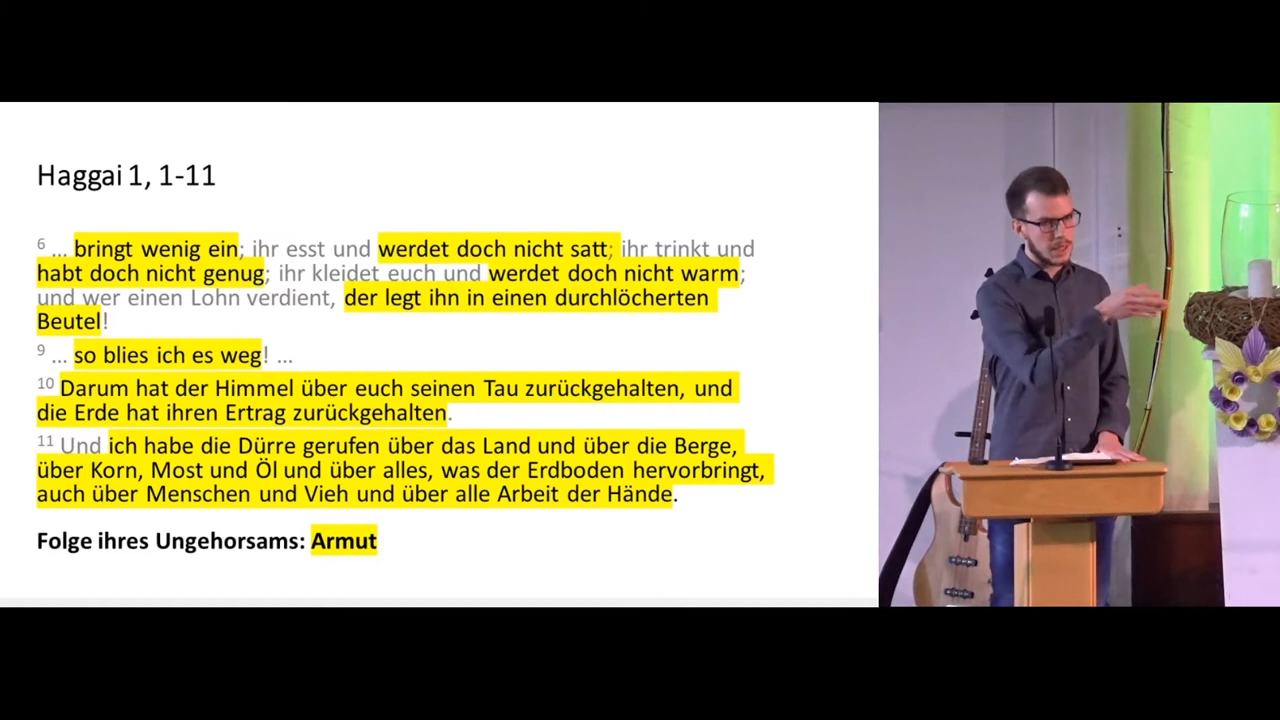 Haggai 1, 1-11
6 ... bringt wenig ein; ihr esst und werdet doch nicht satt; ihr trinkt und
habt doch nicht genug; ihr kleidet euch und werdet doch nicht warm;
und wer einen Lohn verdient, der legt ihn in einen durchlöcherten
Beutel!
9 ... so blies ich es weg! ...
10 Darum hat der Himmel über euch seinen Tau zurückgehalten, und
die Erde hat ihren Ertrag zurückgehalten.
11 Und ich habe die Dürre gerufen über das Land und über die Berge,
über Korn, Most und Öl und über alles, was der Erdboden hervorbringt,
auch über Menschen und Vieh und über alle Arbeit der Hände.
Folge ihres Ungehorsams: Armut